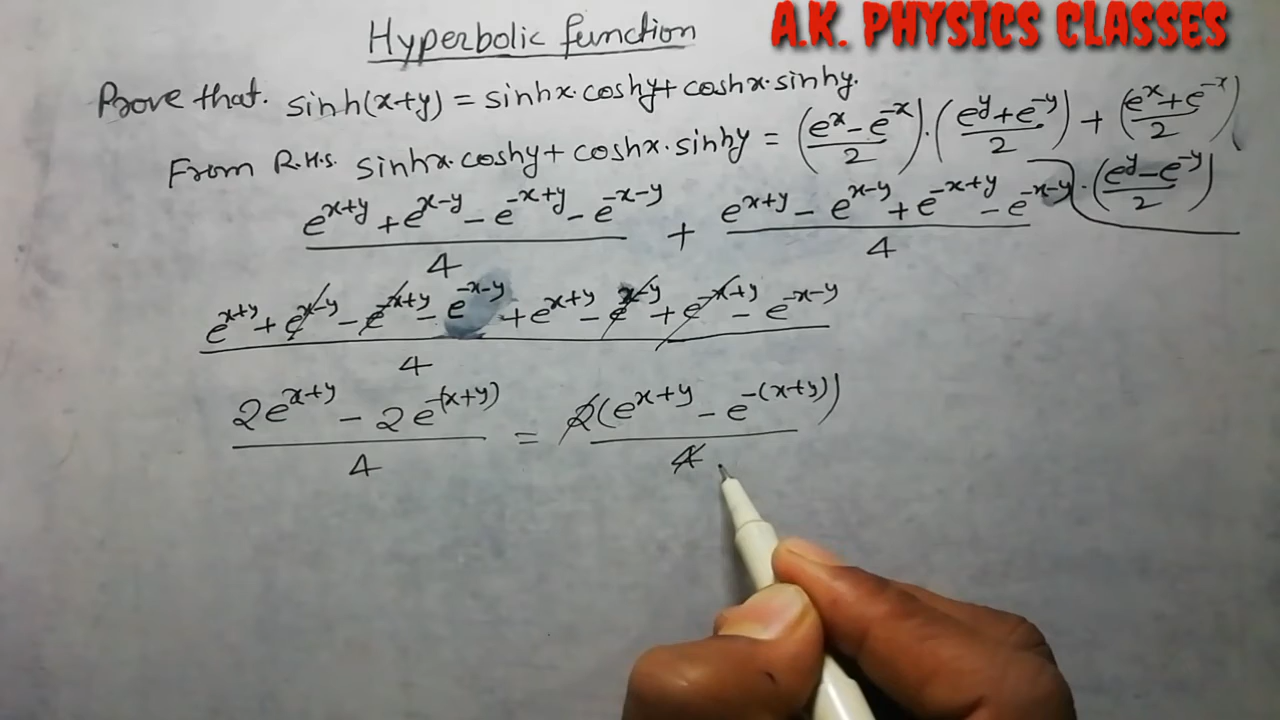 A.K. PHYSICS CLASSES
Hyperbolic function
Prove that. sinh(x+y) = sinhx·coshy+coshx·sinhy.
From R.H.S. sinhx·coshy+coshx·sinhy = ((e^x − e^-x)/2)·((e^y + e^-y)/2) + ((e^x + e^-x)/2)
·((e^y − e^-y)/2)
(e^x+y + e^x-y − e^-x+y − e^-x-y)/4 + (e^x+y − e^x-y + e^-x+y − e^-x-y)/4
(e^x+y + e^x-y − e^-x+y − e^-x-y + e^x+y − e^x-y + e^-x+y − e^-x-y)/4
(2e^x+y − 2e^-(x+y))/4 = 2(e^x+y − e^-(x+y))/4